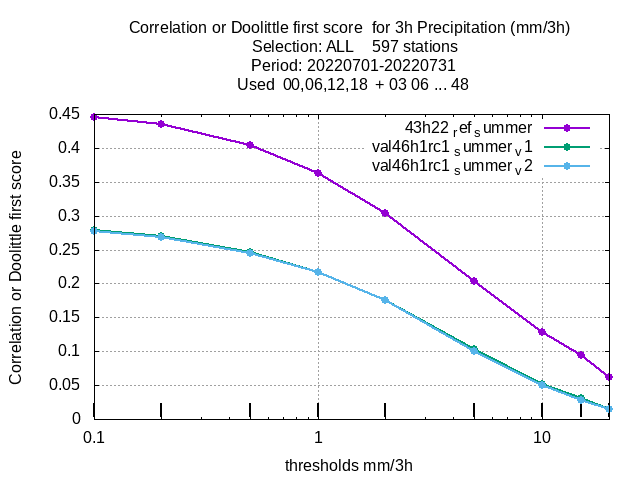 Correlation or Doolittle first score  for 3h Precipitation (mm/3h)
Selection: ALL    597 stations
Period: 20220701-20220731
Used  00,06,12,18  + 03 06 ... 48
Correlation or Doolittle first score
0.45
0.4
0.35
0.3
0.25
0.2
0.15
0.1
0.05
0
43h22 ref summer
val46h1rc1 summer v1
val46h1rc1 summer v2
0.1
1
10
thresholds mm/3h